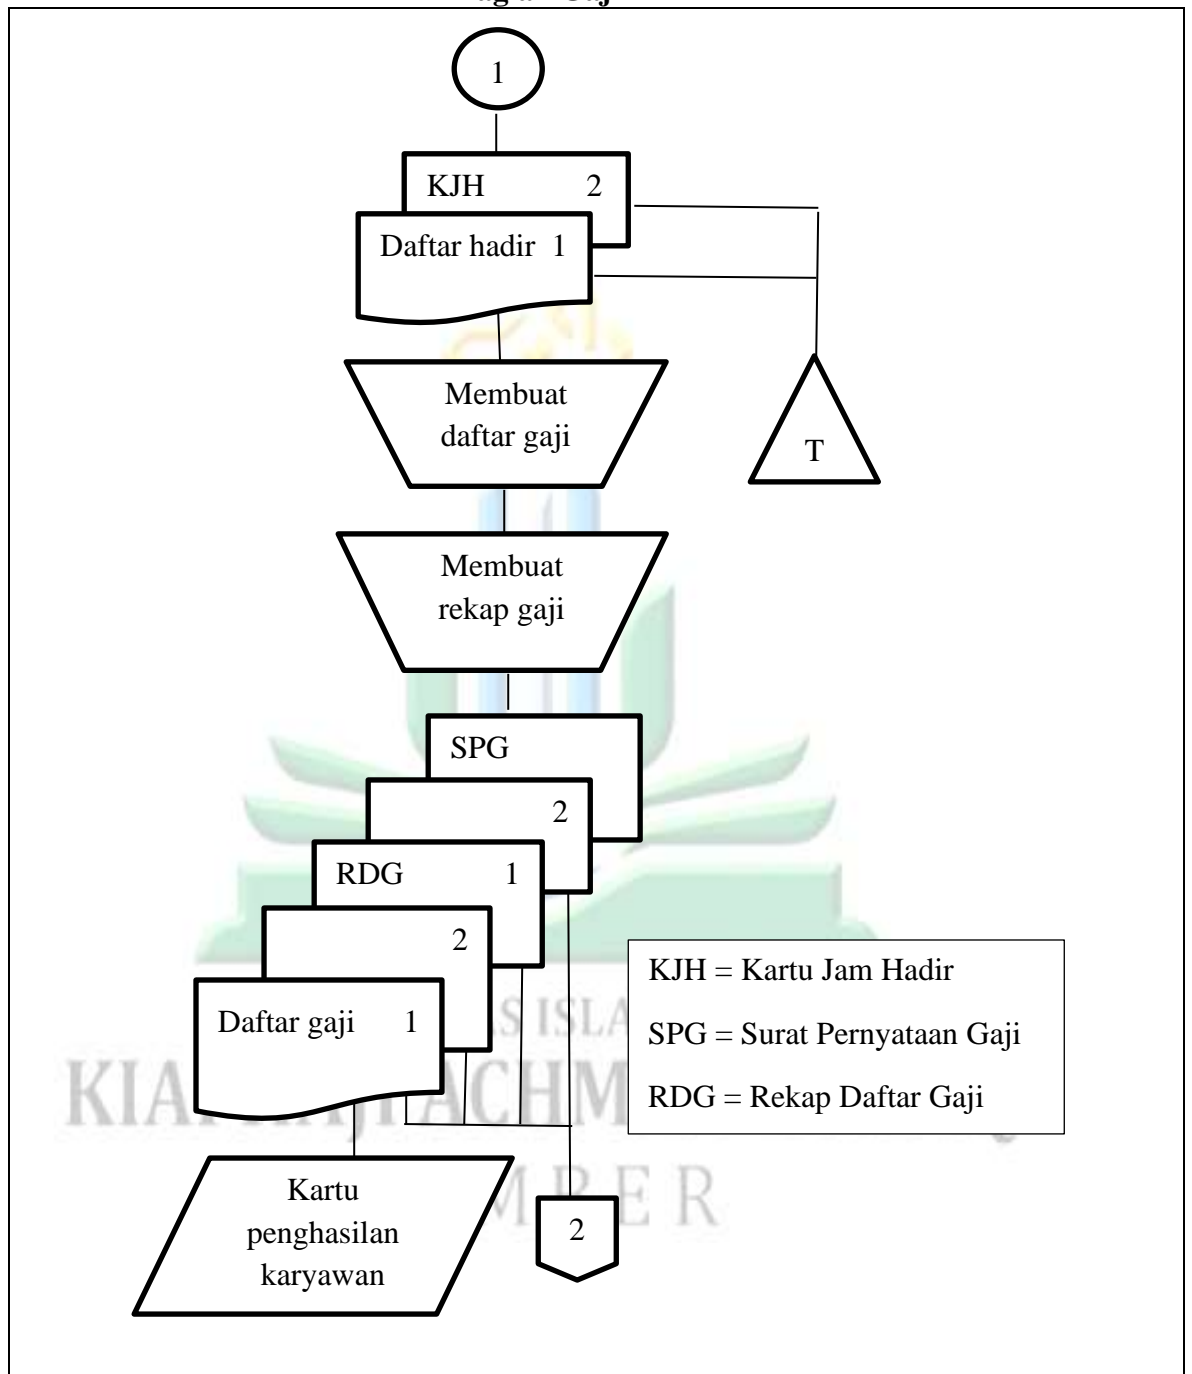 1
KJH 2
Daftar hadir 1
Membuat
daftar gaji
T
Membuat
rekap gaji
SPG
2
RDG 1
2
Daftar gaji 1
KJH = Kartu Jam Hadir
SPG = Surat Pernyataan Gaji
RDG = Rekap Daftar Gaji
Kartu
penghasilan
karyawan
2